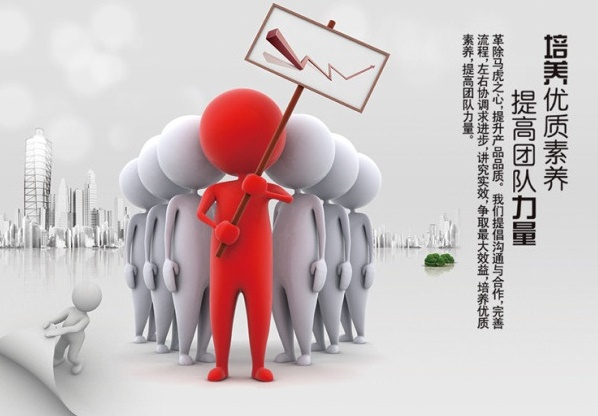 培养优质素养
提高团队力量
革除马虎之心，提升产品品质。我们提倡沟通与合作，完善
流程，左右协调求进步，讲究实效，争取最大效益，培养优质
素养，提高团队力量。